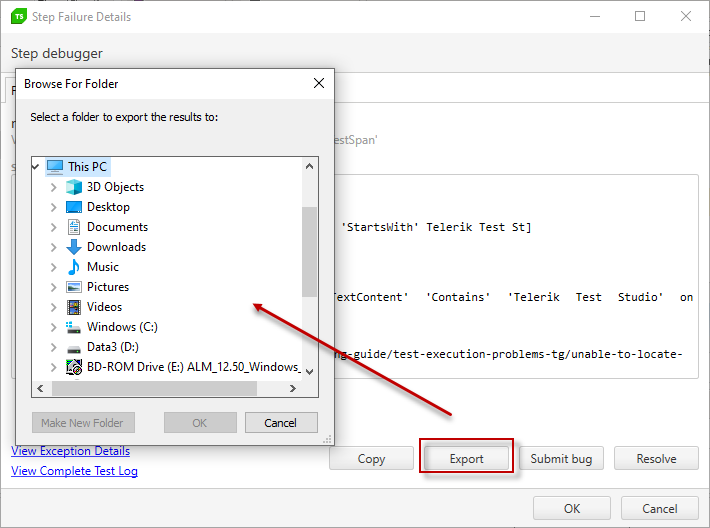 TS Step Failure Details
Step debugger
Browse For Folder
Select a folder to export the results to:
This PC
3D Objects
Desktop
Documents
Downloads
Music
Pictures
Videos
Windows (C:)
Data3 (D:)
BD-ROM Drive (E:) ALM_12.50_Windows_
Make New Folder OK Cancel
estSpan'
'StartsWith' Telerik Test St]
TextContent' 'Contains' 'Telerik Test Studio' on
ng-guide/test-execution-problems-tg/unable-to-locate-
View Exception Details
View Complete Test Log
Copy Export Submit bug Resolve
OK Cancel